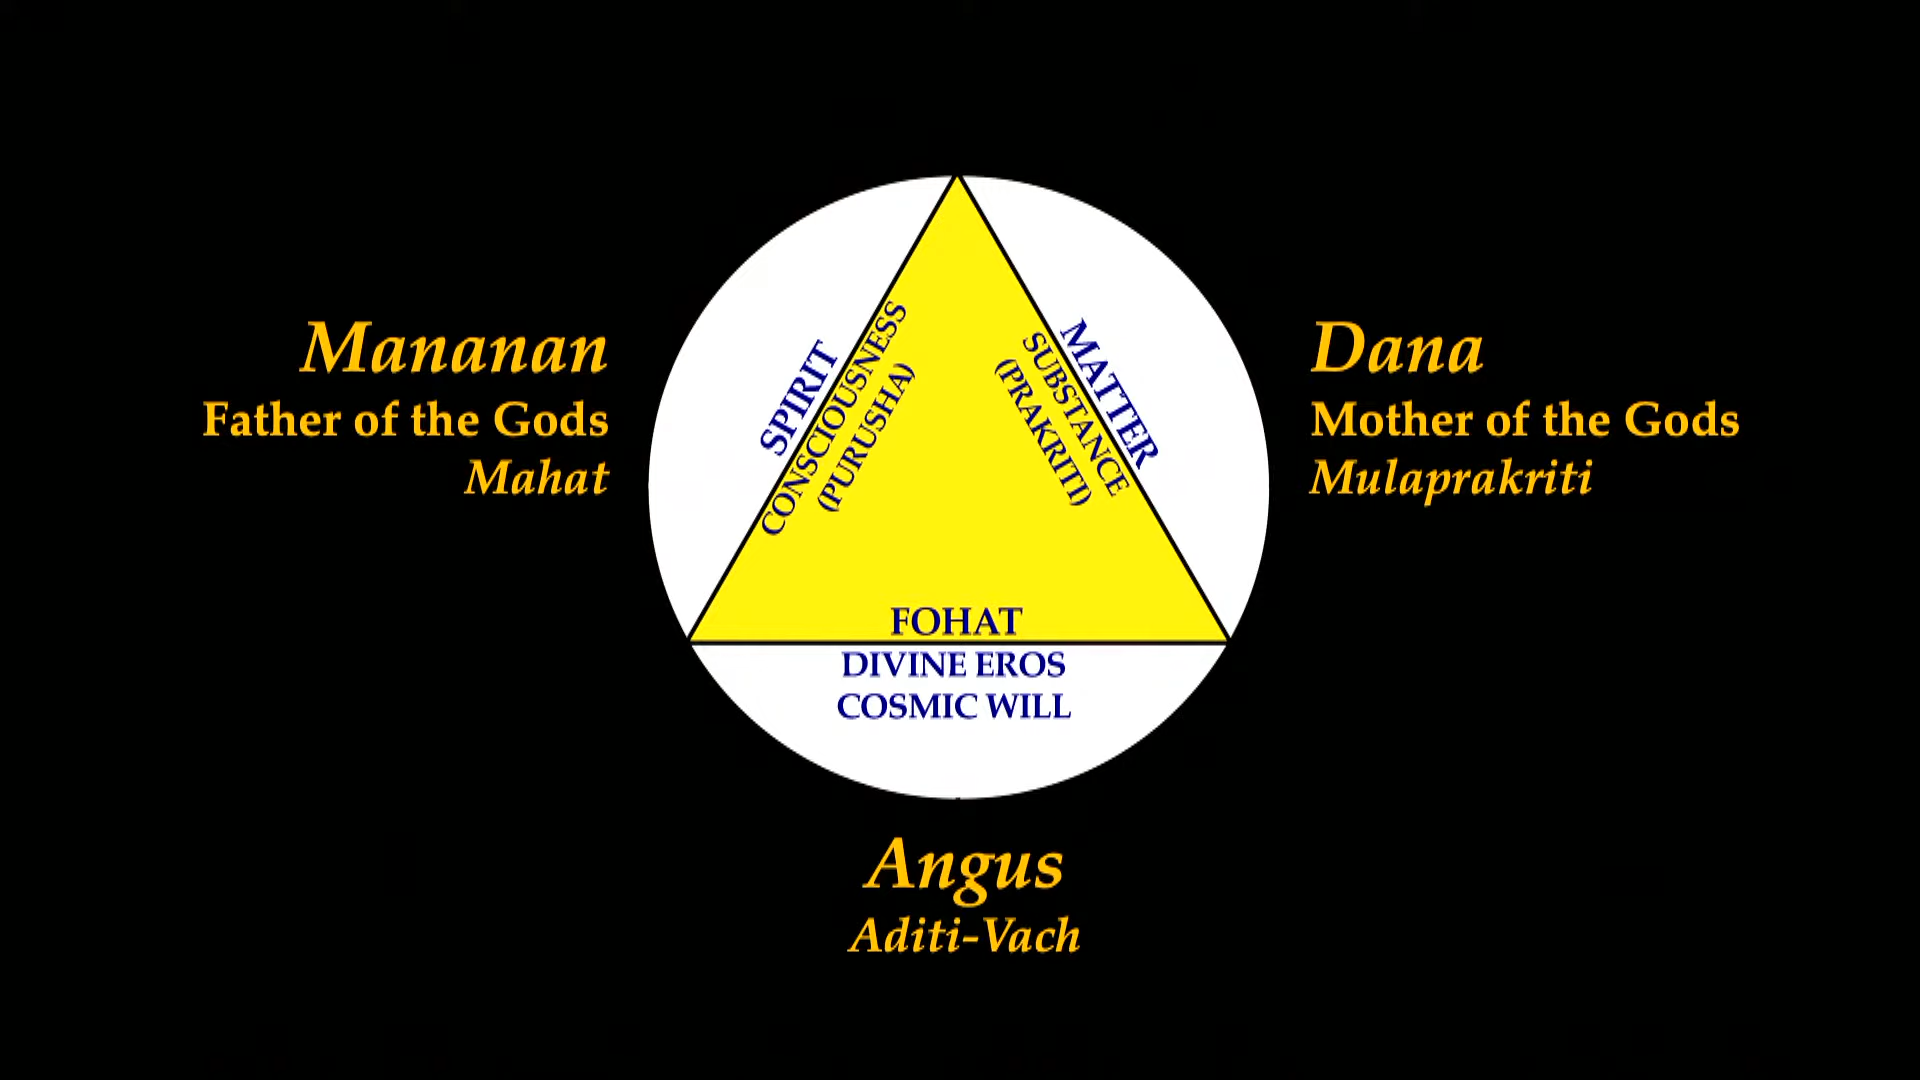 Mananan
Father of the Gods
Mahat
SPIRIT
CONSCIOUSNESS
(PURUSHA)
MATTER
SUBSTANCE
(PRAKRITI)
Dana
Mother of the Gods
Mulaprakriti
FOHAT
DIVINE EROS
COSMIC WILL
Angus
Aditi-Vach